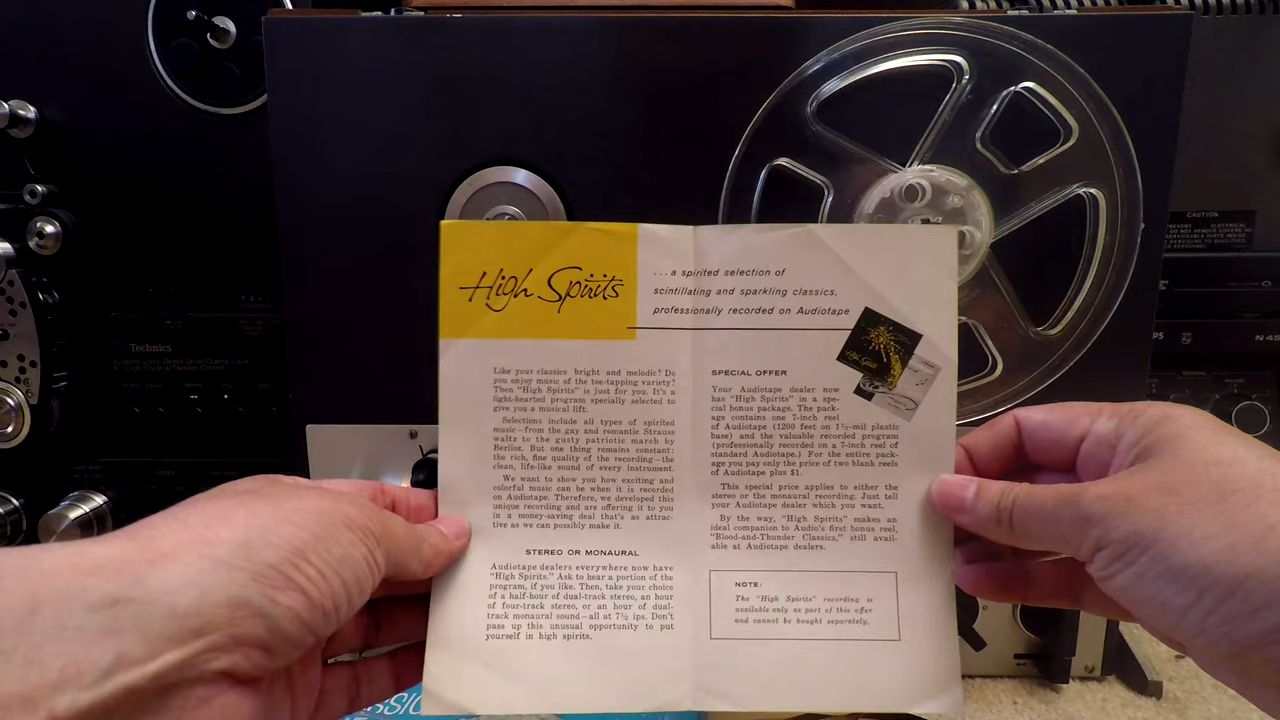 High Spirits
...a spirited selection of
scintillating and sparkling classics,
professionally recorded on Audiotape
Like your classics bright and melodic? Do
you enjoy music of the toe-tapping variety?
Then "High Spirits" is just for you. It's a
light-hearted program specially selected to
give you a musical lift.
Selections include all types of spirited
music—from the gay and romantic Strauss
waltz to the gusty patriotic march by
Berlioz. But one thing remains constant:
the rich, fine quality of the recording—the
clean, life-like sound of every instrument.
We want to show you how exciting and
colorful music can be when it is recorded
on Audiotape. Therefore, we developed this
unique recording and are offering it to you
in a money-saving deal that's as attrac-
tive as we can possibly make it.
STEREO OR MONAURAL
Audiotape dealers everywhere now have
"High Spirits." Ask to hear a portion of the
program, if you like. Then, take your choice
of a half-hour of dual-track stereo, an hour
of four-track stereo, or an hour of dual-
track monaural sound—all at 7½ ips. Don't
pass up this unusual opportunity to put
yourself in high spirits.
SPECIAL OFFER
Your Audiotape dealer now
has "High Spirits" in a spe-
cial bonus package. The pack-
age contains one 7-inch reel
of Audiotape (1200 feet on 1½-mil plastic
base) and the valuable recorded program
(professionally recorded on a 7-inch reel of
standard Audiotape.) For the entire pack-
age you pay only the price of two blank reels
of Audiotape plus $1.
This special price applies to either the
stereo or the monaural recording. Just tell
your Audiotape dealer which you want.
By the way, "High Spirits" makes an
ideal companion to Audio's first bonus reel,
"Blood-and-Thunder Classics," still avail-
able at Audiotape dealers.
NOTE:
The "High Spirits" recording is
available only as part of this offer
and cannot be bought separately.
High Spirits
Technics
CAUTION
N 45